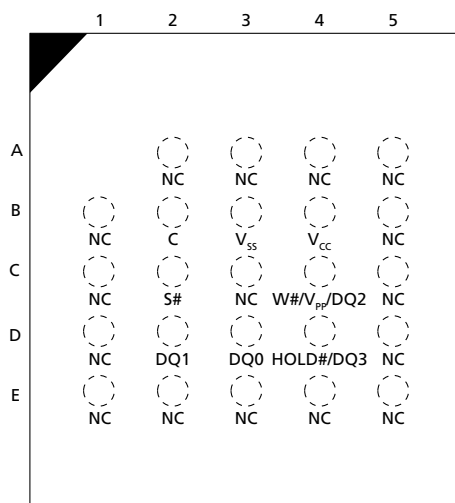 1 2 3 4 5
A
NC NC NC NC
B
NC C VSS VCC NC
C
NC S# NC W#/VPP/DQ2 NC
D
NC DQ1 DQ0 HOLD#/DQ3 NC
E
NC NC NC NC NC